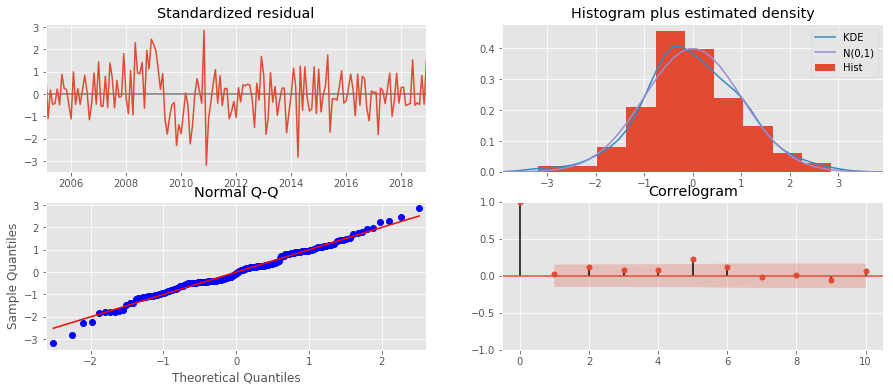 Standardized residual
3
2
1
0
−1
−2
−3
2006 2008 2010 2012 2014 2016 2018
Histogram plus estimated density
KDE
N(0,1)
Hist
0.4
0.3
0.2
0.1
0.0
−3 −2 −1 0 1 2 3
Normal Q-Q
Sample Quantiles
3
2
1
0
−1
−2
−3
−2 −1 0 1 2
Theoretical Quantiles
Correlogram
1.0
0.5
0.0
−0.5
−1.0
0 2 4 6 8 10